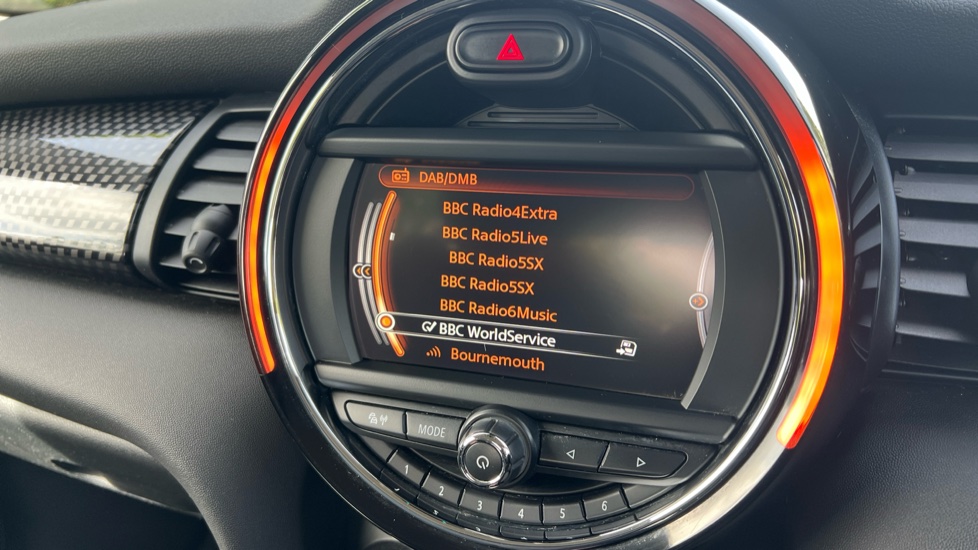 DAB/DMB
BBC Radio4Extra
BBC Radio5Live
BBC Radio5SX
BBC Radio5SX
BBC Radio6Music
BBC WorldService
Bournemouth
MODE
1
2
3
4
5
6